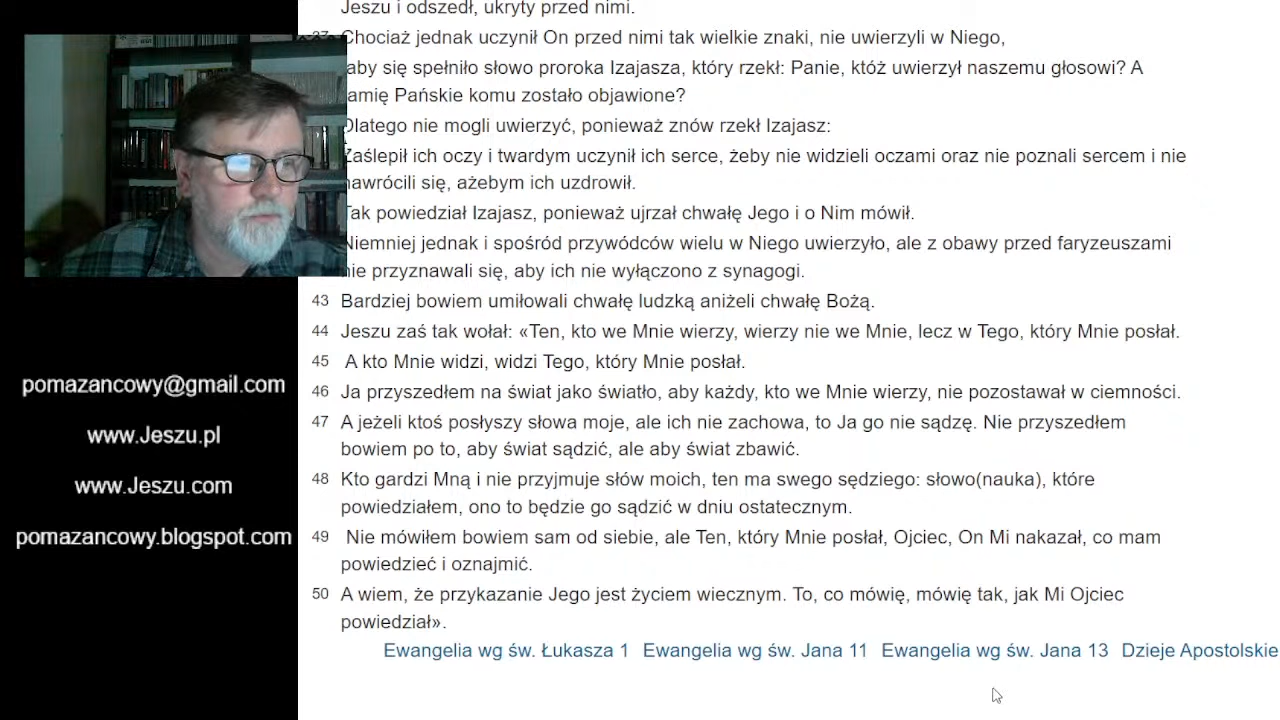 Jeszu i odszedł, ukryty przed nimi.
37 Chociaż jednak uczynił On przed nimi tak wielkie znaki, nie uwierzyli w Niego,
aby się spełniło słowo proroka Izajasza, który rzekł: Panie, któż uwierzył naszemu głosowi? A
ramię Pańskie komu zostało objawione?
Dlatego nie mogli uwierzyć, ponieważ znów rzekł Izajasz:
Zaślepił ich oczy i twardym uczynił ich serce, żeby nie widzieli oczami oraz nie poznali sercem i nie
nawrócili się, ażebym ich uzdrowił.
Tak powiedział Izajasz, ponieważ ujrzał chwałę Jego i o Nim mówił.
Niemniej jednak i spośród przywódców wielu w Niego uwierzyło, ale z obawy przed faryzeuszami
nie przyznawali się, aby ich nie wyłączono z synagogi.
43 Bardziej bowiem umiłowali chwałę ludzką aniżeli chwałę Bożą.
44 Jeszu zaś tak wołał: «Ten, kto we Mnie wierzy, wierzy nie we Mnie, lecz w Tego, który Mnie posłał.
45 A kto Mnie widzi, widzi Tego, który Mnie posłał.
46 Ja przyszedłem na świat jako światło, aby każdy, kto we Mnie wierzy, nie pozostawał w ciemności.
47 A jeżeli ktoś posłyszy słowa moje, ale ich nie zachowa, to Ja go nie sądzę. Nie przyszedłem
bowiem po to, aby świat sądzić, ale aby świat zbawić.
48 Kto gardzi Mną i nie przyjmuje słów moich, ten ma swego sędziego: słowo(nauka), które
powiedziałem, ono to będzie go sądzić w dniu ostatecznym.
49 Nie mówiłem bowiem sam od siebie, ale Ten, który Mnie posłał, Ojciec, On Mi nakazał, co mam
powiedzieć i oznajmić.
50 A wiem, że przykazanie Jego jest życiem wiecznym. To, co mówię, mówię tak, jak Mi Ojciec
powiedział».
Ewangelia wg św. Łukasza 1 Ewangelia wg św. Jana 11 Ewangelia wg św. Jana 13 Dzieje Apostolskie
pomazancowy@gmail.com
www.Jeszu.pl
www.Jeszu.com
pomazancowy.blogspot.com